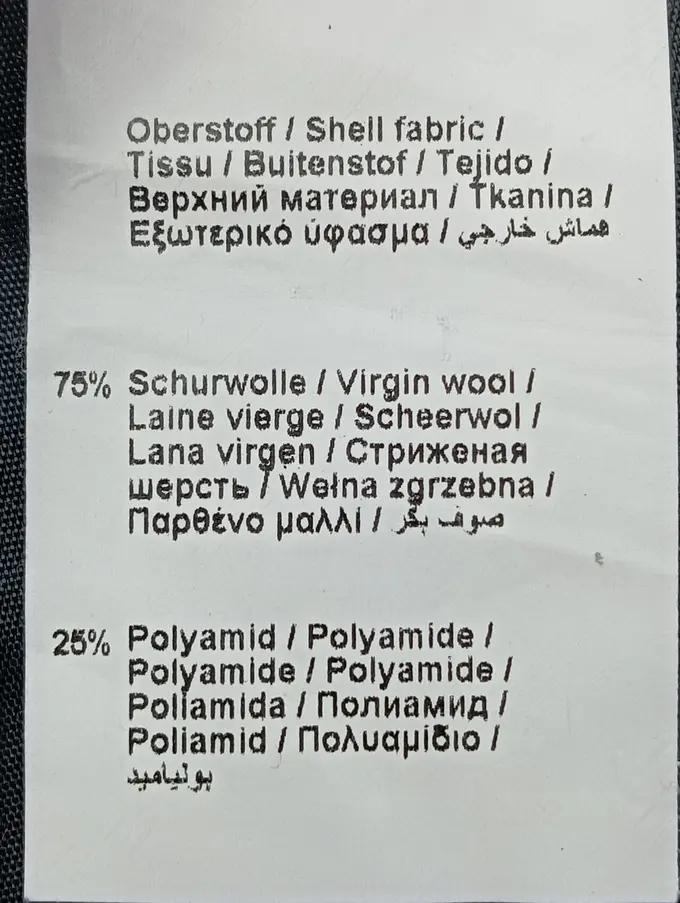 Oberstoff / Shell fabric /
Tissu / Buitenstof / Tejido /
Верхний материал / Tkanina /
Εξωτερικό ύφασμα / قماش خارجي
75% Schurwolle / Virgin wool /
Laine vierge / Scheerwol /
Lana virgen / Стриженая
шерсть / Wełna zgrzebna /
Παρθένο μαλλί / صوف بكر
25% Polyamid / Polyamide /
Polyamide / Polyamide /
Poliamida / Полиамид /
Poliamid / Πολυαμίδιο /
بولياميد